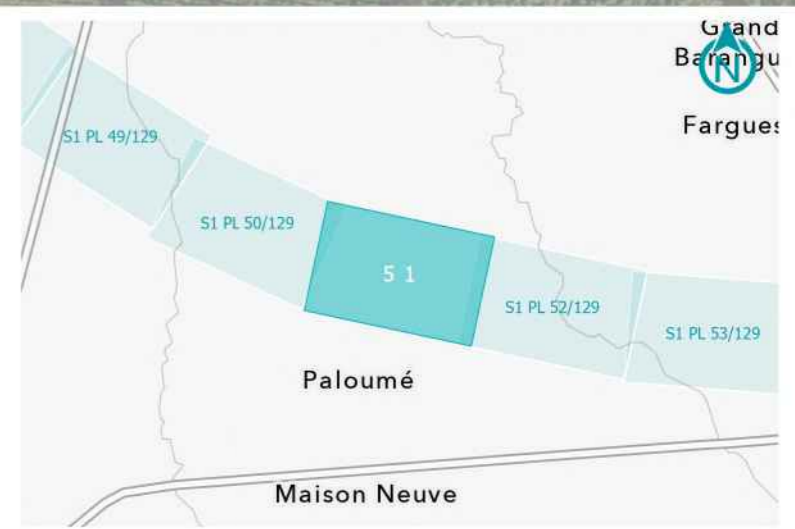 Grand
Barangu
N
Fargues
S1 PL 49/129
S1 PL 50/129
5 1
S1 PL 52/129
S1 PL 53/129
Paloumé
Maison Neuve